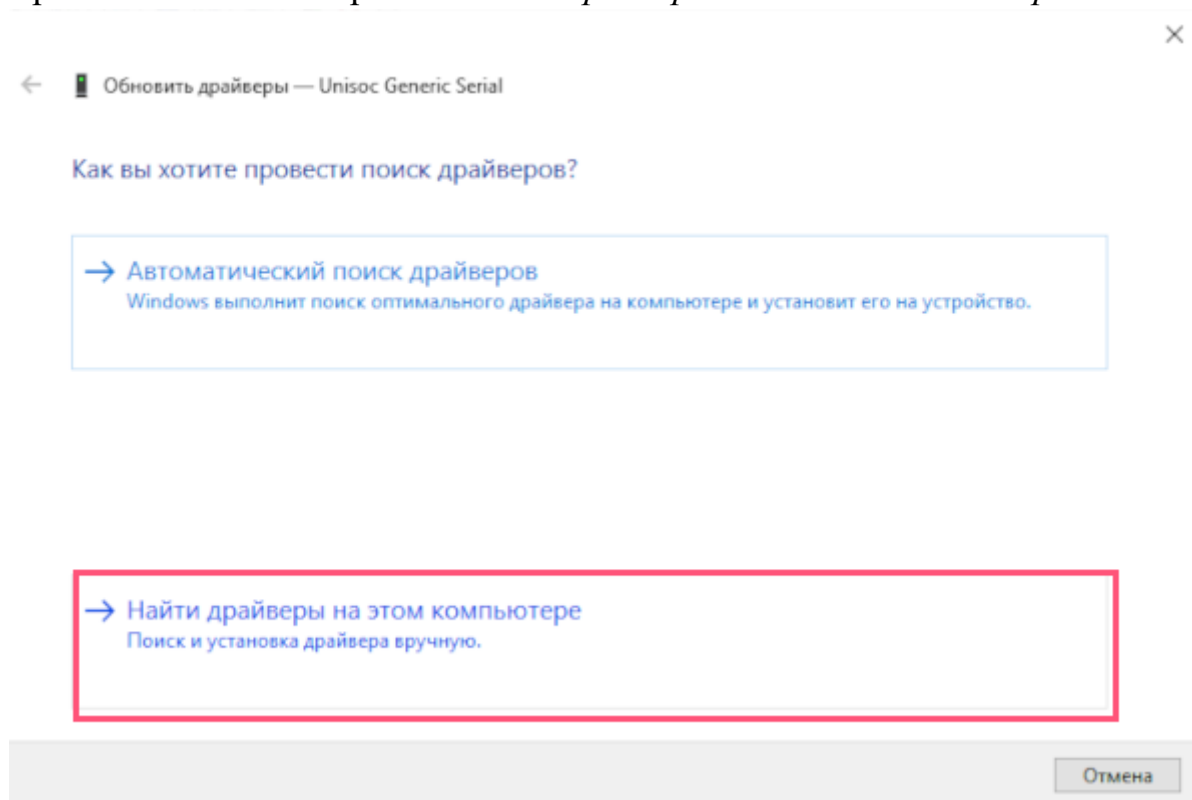 Обновить драйверы — Unisoc Generic Serial
Как вы хотите провести поиск драйверов?
Автоматический поиск драйверов
Windows выполнит поиск оптимального драйвера на компьютере и установит его на устройство.
Найти драйверы на этом компьютере
Поиск и установка драйвера вручную.
Отмена